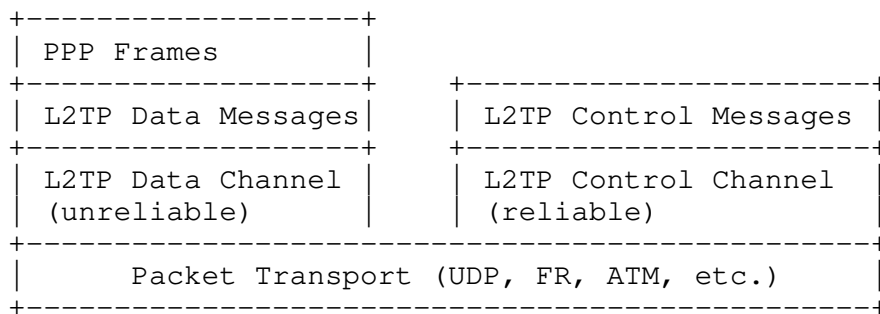 PPP Frames
L2TP Data Messages L2TP Control Messages
L2TP Data Channel L2TP Control Channel
(unreliable) (reliable)
Packet Transport (UDP, FR, ATM, etc.)